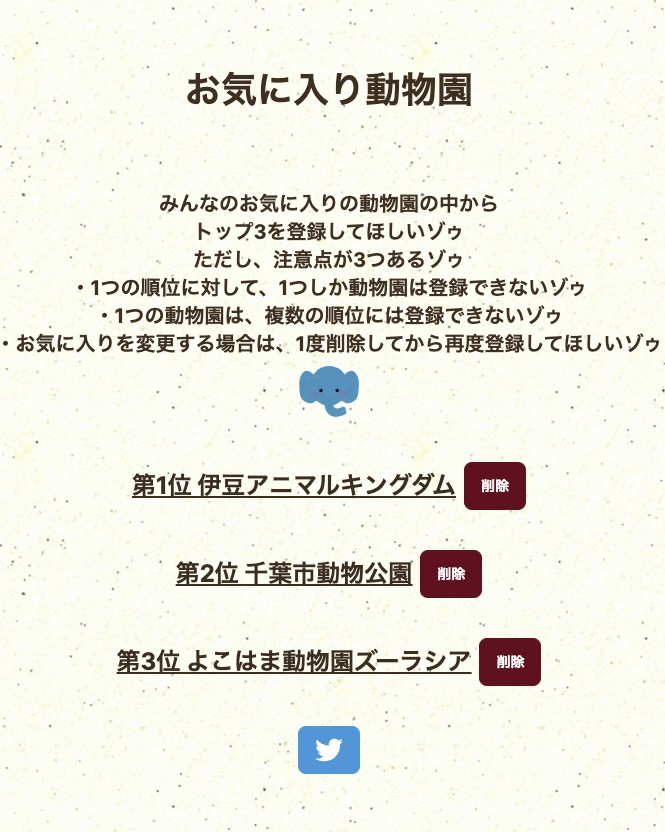 お気に入り動物園
みんなのお気に入りの動物園の中から
トップ3を登録してほしいゾゥ
ただし、注意点が3つあるゾゥ
・1つの順位に対して、1つしか動物園は登録できないゾゥ
・1つの動物園は、複数の順位には登録できないゾゥ
・お気に入りを変更する場合は、1度削除してから再度登録してほしいゾゥ
第1位 伊豆アニマルキングダム 削除
第2位 千葉市動物公園 削除
第3位 よこはま動物園ズーラシア 削除